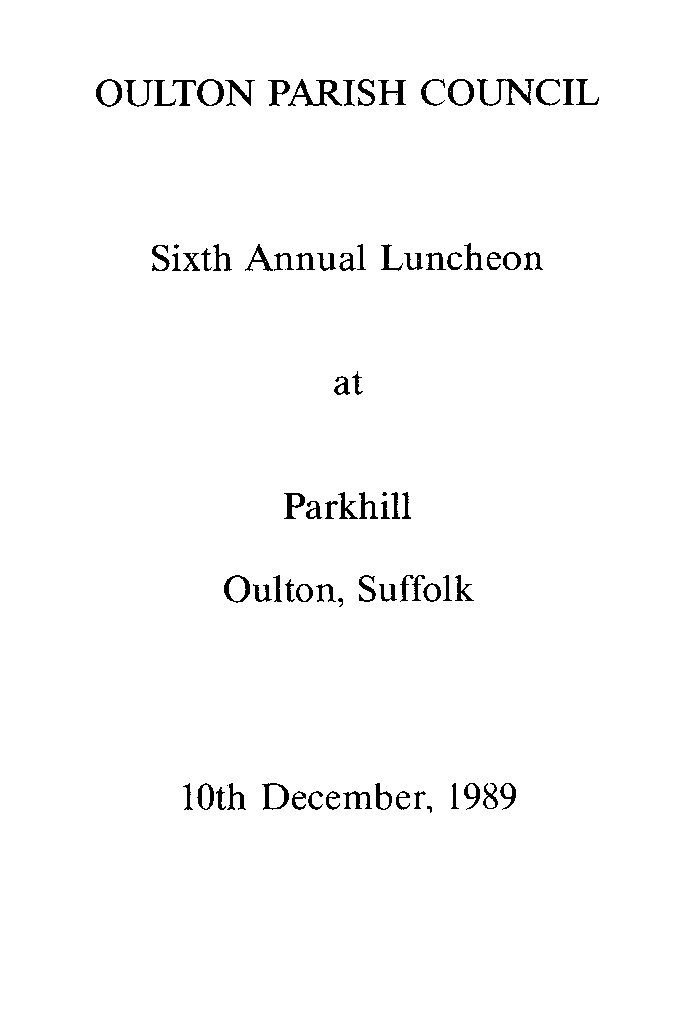 OULTON PARISH COUNCIL
Sixth Annual Luncheon
at
Parkhill
Oulton, Suffolk
10th December, 1989